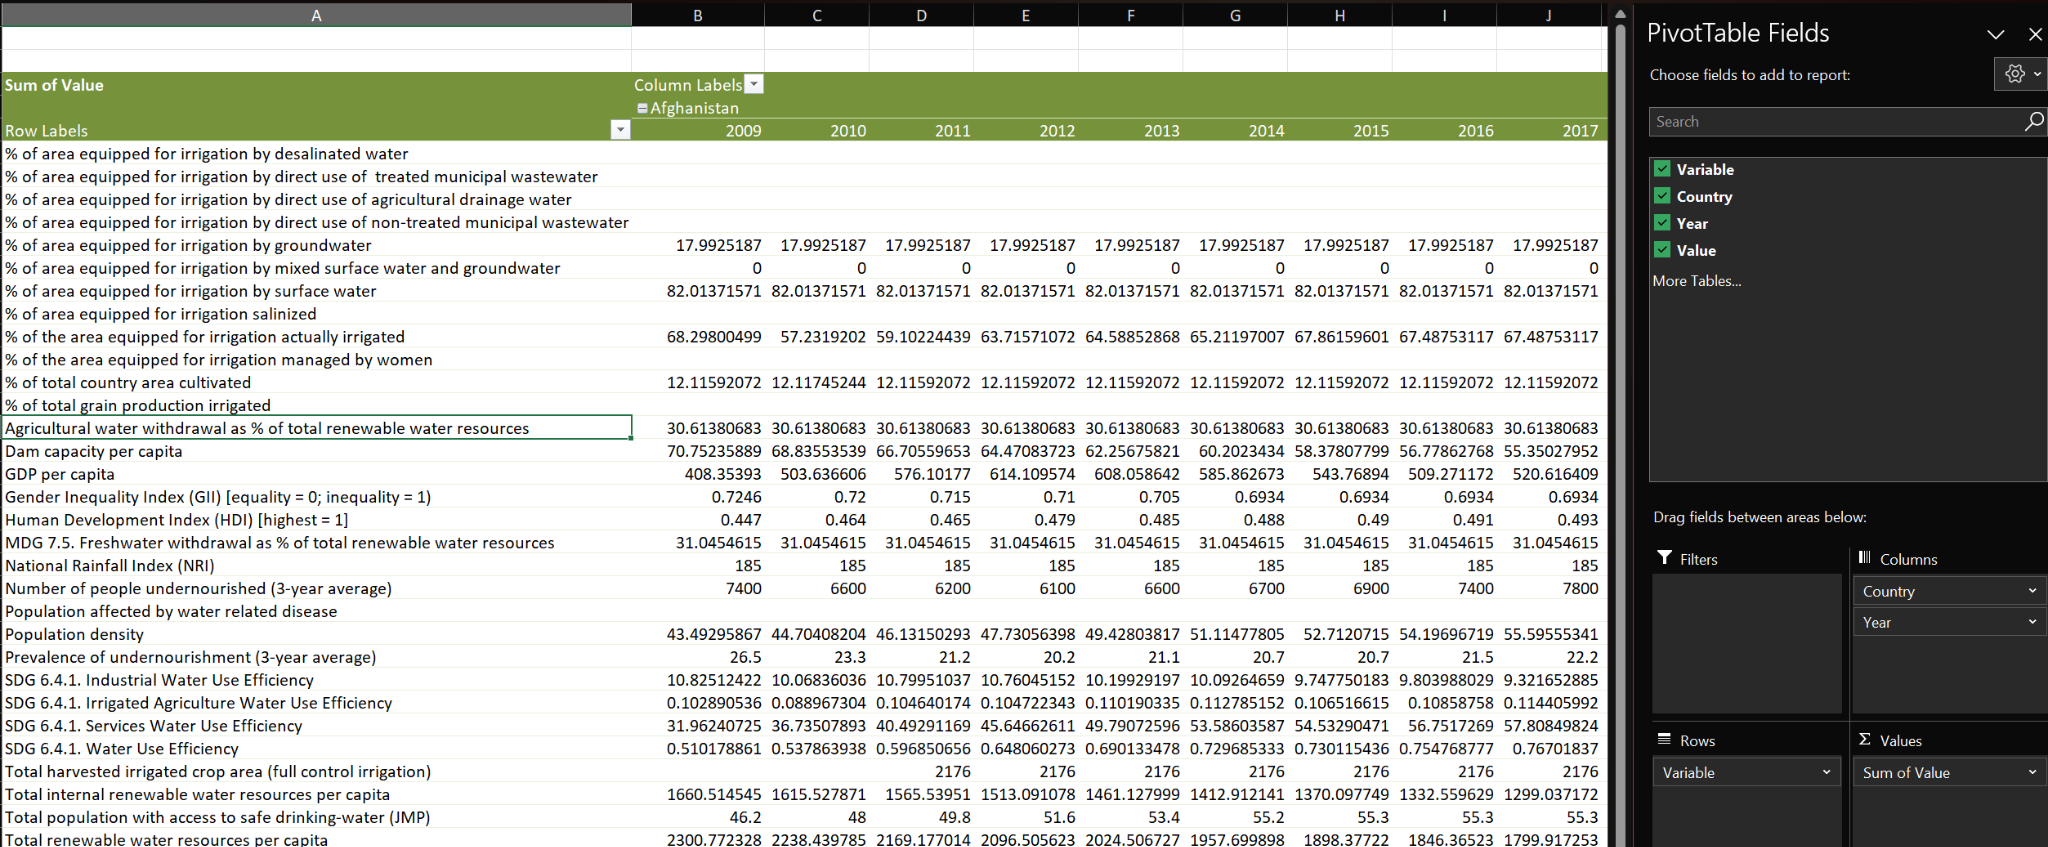 A B C D E F G H I J
Sum of Value Column Labels
Afghanistan
Row Labels 2009 2010 2011 2012 2013 2014 2015 2016 2017
% of area equipped for irrigation by desalinated water
% of area equipped for irrigation by direct use of  treated municipal wastewater
% of area equipped for irrigation by direct use of agricultural drainage water
% of area equipped for irrigation by direct use of non-treated municipal wastewater
% of area equipped for irrigation by groundwater 17.9925187 17.9925187 17.9925187 17.9925187 17.9925187 17.9925187 17.9925187 17.9925187 17.9925187
% of area equipped for irrigation by mixed surface water and groundwater 0 0 0 0 0 0 0 0 0
% of area equipped for irrigation by surface water 82.01371571 82.01371571 82.01371571 82.01371571 82.01371571 82.01371571 82.01371571 82.01371571 82.01371571
% of area equipped for irrigation salinized
% of the area equipped for irrigation actually irrigated 68.29800499 57.2319202 59.10224439 63.71571072 64.58852868 65.21197007 67.86159601 67.48753117 67.48753117
% of the area equipped for irrigation managed by women
% of total country area cultivated 12.11592072 12.11745244 12.11592072 12.11592072 12.11592072 12.11592072 12.11592072 12.11592072 12.11592072
% of total grain production irrigated
Agricultural water withdrawal as % of total renewable water resources 30.61380683 30.61380683 30.61380683 30.61380683 30.61380683 30.61380683 30.61380683 30.61380683 30.61380683
Dam capacity per capita 70.75235889 68.83553539 66.70559653 64.47083723 62.25675821 60.2023434 58.37807799 56.77862768 55.35027952
GDP per capita 408.35393 503.636606 576.10177 614.109574 608.058642 585.862673 543.76894 509.271172 520.616409
Gender Inequality Index (GII) [equality = 0; inequality = 1) 0.7246 0.72 0.715 0.71 0.705 0.6934 0.6934 0.6934 0.6934
Human Development Index (HDI) [highest = 1] 0.447 0.464 0.465 0.479 0.485 0.488 0.49 0.491 0.493
MDG 7.5. Freshwater withdrawal as % of total renewable water resources 31.0454615 31.0454615 31.0454615 31.0454615 31.0454615 31.0454615 31.0454615 31.0454615 31.0454615
National Rainfall Index (NRI) 185 185 185 185 185 185 185 185 185
Number of people undernourished (3-year average) 7400 6600 6200 6100 6600 6700 6900 7400 7800
Population affected by water related disease
Population density 43.49295867 44.70408204 46.13150293 47.73056398 49.42803817 51.11477805 52.7120715 54.19696719 55.59555341
Prevalence of undernourishment (3-year average) 26.5 23.3 21.2 20.2 21.1 20.7 20.7 21.5 22.2
SDG 6.4.1. Industrial Water Use Efficiency 10.82512422 10.06836036 10.79951037 10.76045152 10.19929197 10.09264659 9.747750183 9.803988029 9.321652885
SDG 6.4.1. Irrigated Agriculture Water Use Efficiency 0.102890536 0.088967304 0.104640174 0.104722343 0.110190335 0.112785152 0.106516615 0.10858758 0.114405992
SDG 6.4.1. Services Water Use Efficiency 31.96240725 36.73507893 40.49291169 45.64662611 49.79072596 53.58603587 54.53290471 56.7517269 57.80849824
SDG 6.4.1. Water Use Efficiency 0.510178861 0.537863938 0.596850656 0.648060273 0.690133478 0.729685333 0.730115436 0.754768777 0.76701837
Total harvested irrigated crop area (full control irrigation) 2176 2176 2176 2176 2176 2176 2176
Total internal renewable water resources per capita 1660.514545 1615.527871 1565.53951 1513.091078 1461.127999 1412.912141 1370.097749 1332.559629 1299.037172
Total population with access to safe drinking-water (JMP) 46.2 48 49.8 51.6 53.4 55.2 55.3 55.3 55.3
Total renewable water resources per capita 2300.772328 2238.439785 2169.177014 2096.505623 2024.506727 1957.699898 1898.37722 1846.36523 1799.917253
PivotTable Fields
Choose fields to add to report:
Search
Variable
Country
Year
Value
More Tables...
Drag fields between areas below:
Filters
Columns
Country
Year
Rows
Variable
Σ Values
Sum of Value